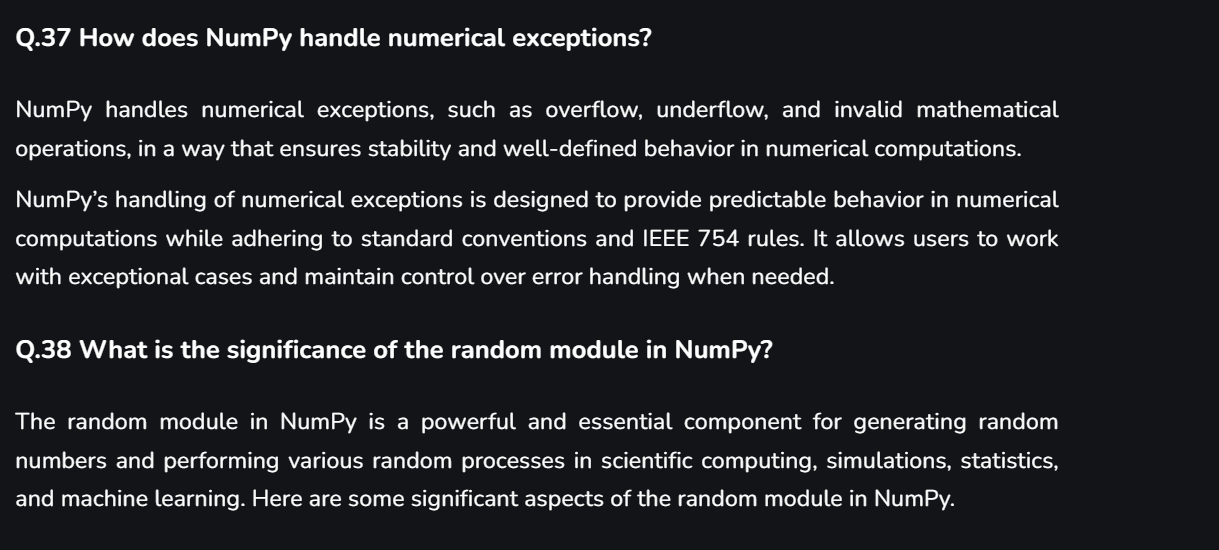 Q.37 How does NumPy handle numerical exceptions?
NumPy handles numerical exceptions, such as overflow, underflow, and invalid mathematical
operations, in a way that ensures stability and well-defined behavior in numerical computations.
NumPy’s handling of numerical exceptions is designed to provide predictable behavior in numerical
computations while adhering to standard conventions and IEEE 754 rules. It allows users to work
with exceptional cases and maintain control over error handling when needed.
Q.38 What is the significance of the random module in NumPy?
The random module in NumPy is a powerful and essential component for generating random
numbers and performing various random processes in scientific computing, simulations, statistics,
and machine learning. Here are some significant aspects of the random module in NumPy.